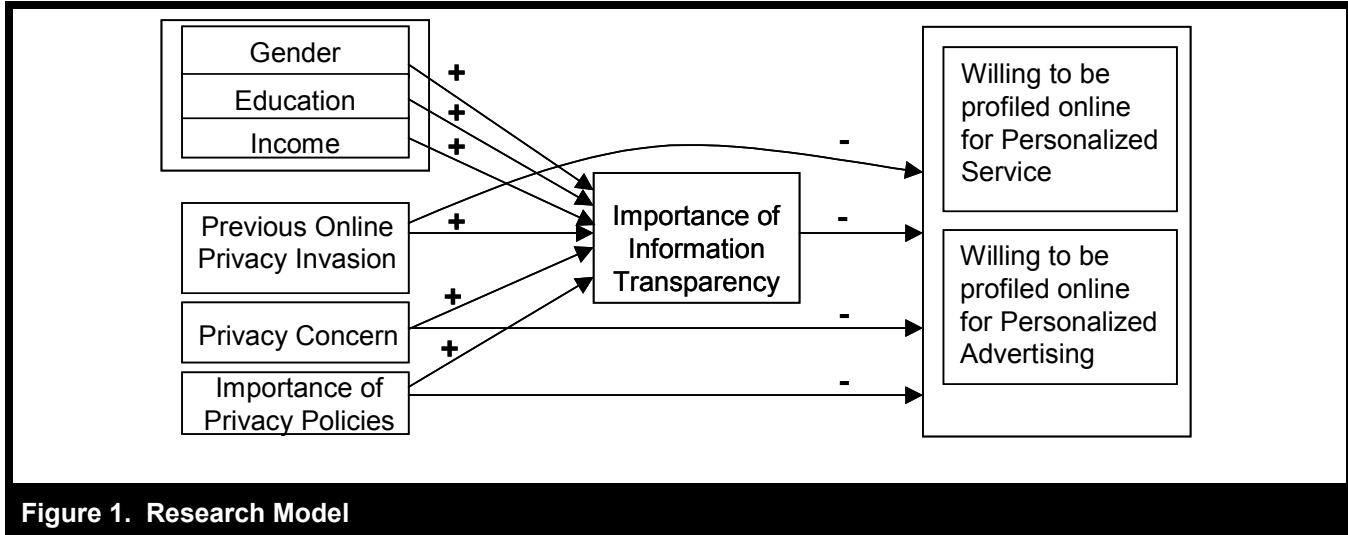 Gender
Education
Income
Previous Online
Privacy Invasion
Privacy Concern
Importance of
Privacy Policies
+
+
+
+
+
+
Importance of
Information
Transparency
-
-
-
-
Willing to be
profiled online
for Personalized
Service
Willing to be
profiled online
for Personalized
Advertising
Figure 1. Research Model